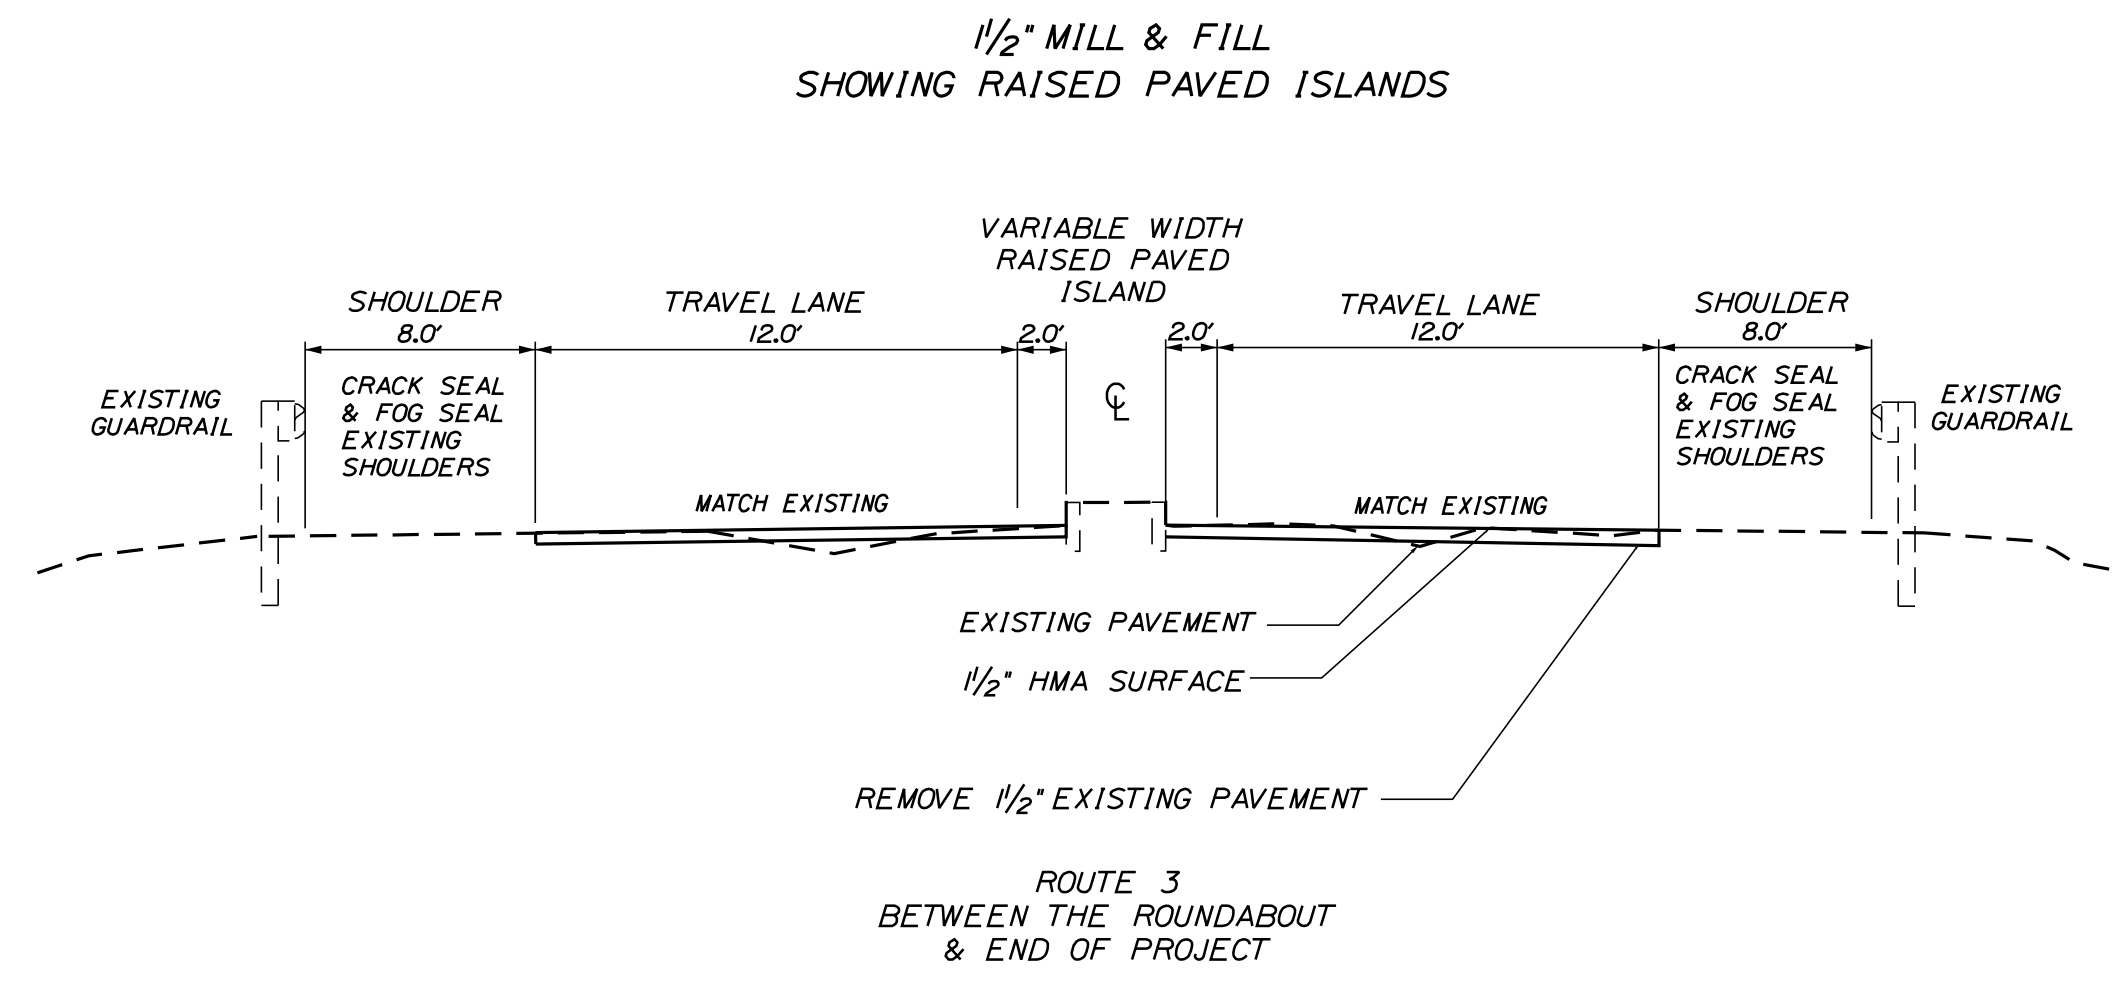 1½" MILL & FILL
SHOWING RAISED PAVED ISLANDS
VARIABLE WIDTH
RAISED PAVED
ISLAND
SHOULDER
8.0'
TRAVEL LANE
12.0'
2.0'
2.0'
TRAVEL LANE
12.0'
SHOULDER
8.0'
EXISTING
GUARDRAIL
CRACK SEAL
& FOG SEAL
EXISTING
SHOULDERS
℄
CRACK SEAL
& FOG SEAL
EXISTING
SHOULDERS
EXISTING
GUARDRAIL
MATCH EXISTING
MATCH EXISTING
EXISTING PAVEMENT
1½" HMA SURFACE
REMOVE 1½" EXISTING PAVEMENT
ROUTE 3
BETWEEN THE ROUNDABOUT
& END OF PROJECT